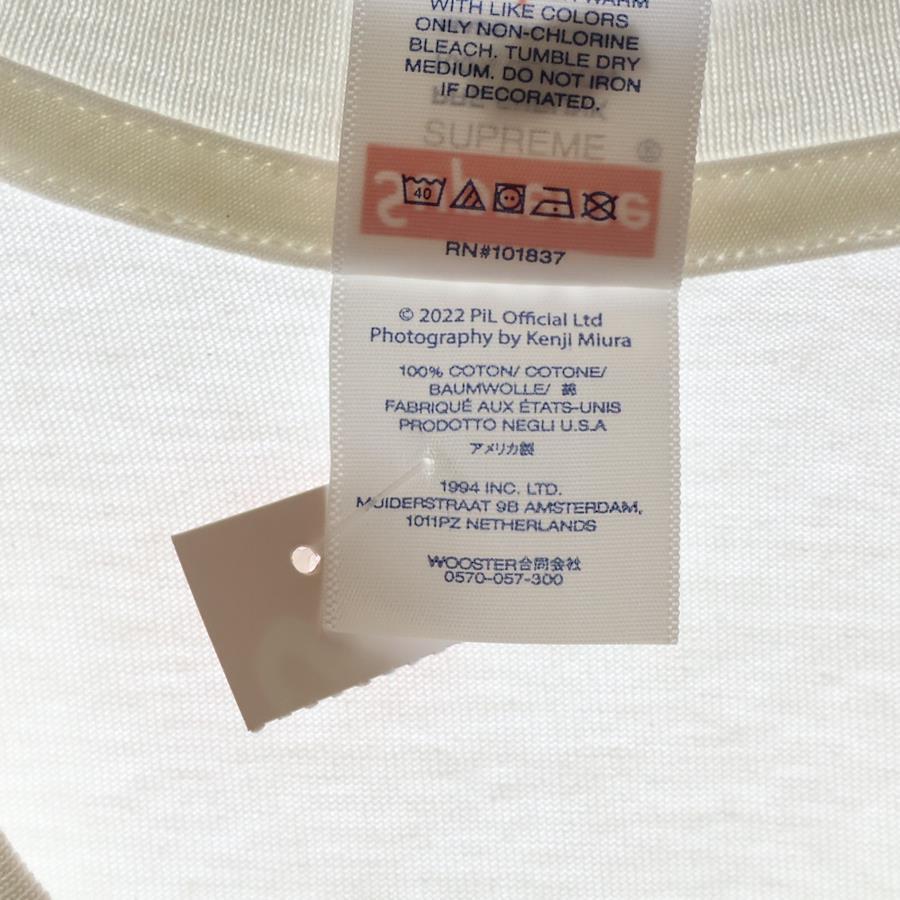 WARM
WITH LIKE COLORS
ONLY NON-CHLORINE
BLEACH. TUMBLE DRY
MEDIUM. DO NOT IRON
IF DECORATED.
SUPREME ®
Supreme
40
RN#101837
© 2022 PiL Official Ltd
Photography by Kenji Miura
100% COTON/ COTONE/
BAUMWOLLE/ 綿
FABRIQUÉ AUX ÉTATS-UNIS
PRODOTTO NEGLI U.S.A
アメリカ製
1994 INC. LTD.
MUIDERSTRAAT 9B AMSTERDAM,
1011PZ NETHERLANDS
WOOSTER合同会社
0570-057-300